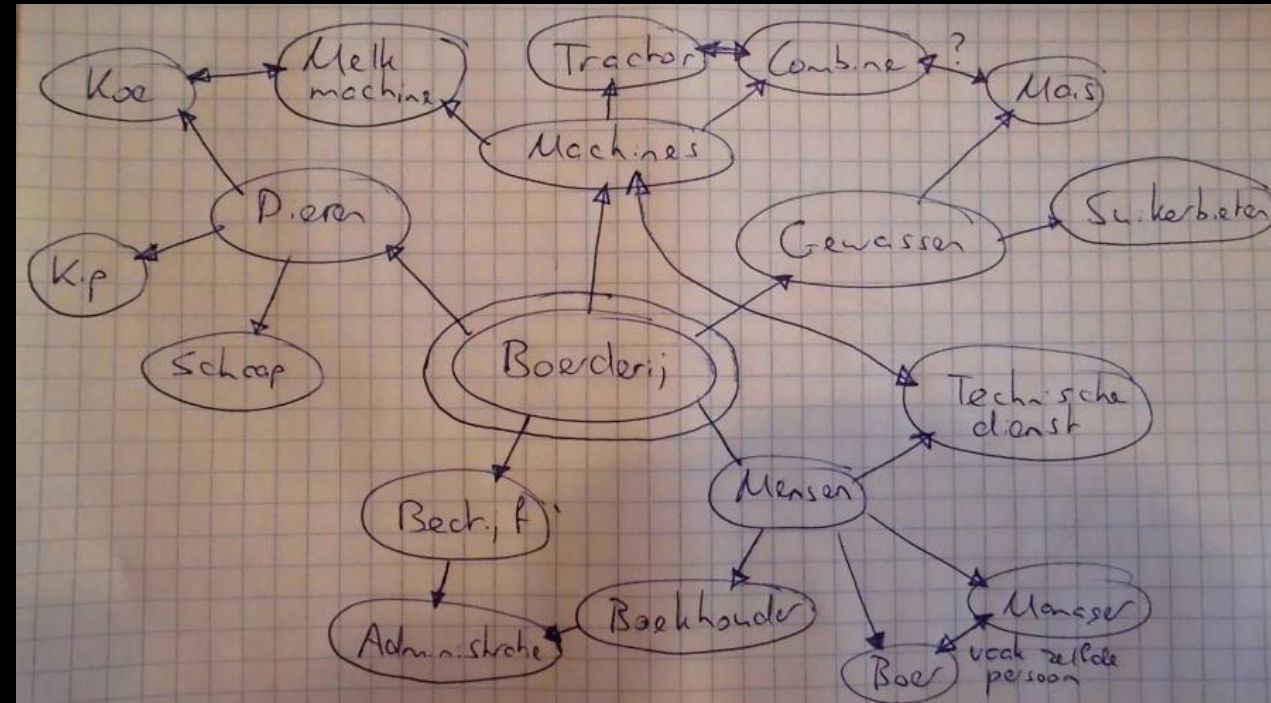 Koe
Melk
machine
Tractor
Combine
?
Mais
Machines
Dieren
Gewassen
Suikerbieten
Kip
Schaap
Boerderij
Technische
dienst
Mensen
Bedrijf
Boekhouder
Manager
Administratie
Boer
vaak zelfde
persoon